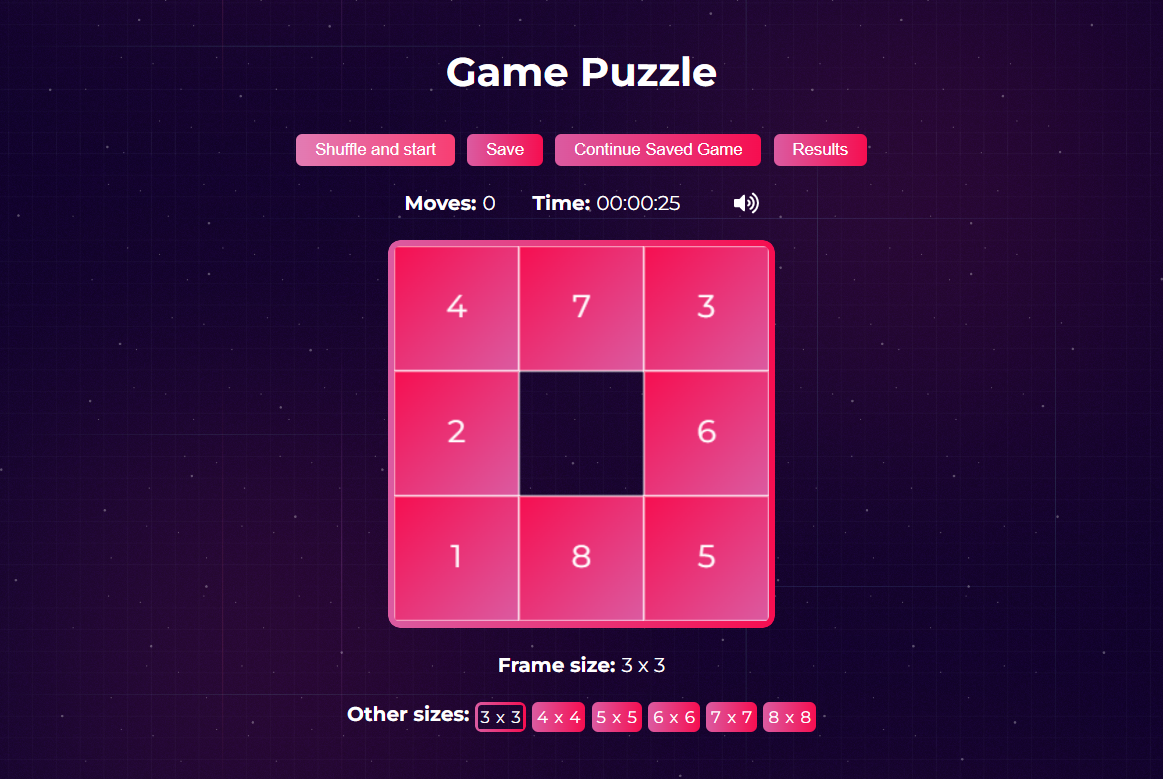 Game Puzzle
Shuffle and start Save Continue Saved Game Results
Moves: 0 Time: 00:00:25
4 7 3
2 6
1 8 5
Frame size: 3 x 3
Other sizes: 3 x 3 4 x 4 5 x 5 6 x 6 7 x 7 8 x 8